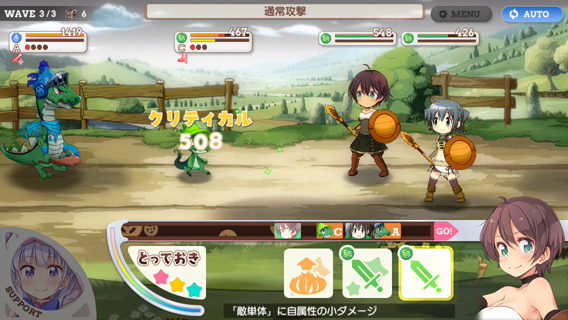 WAVE 3/3
6
通常攻撃
MENU
AUTO
1419
A
467
C
548
426
クリティカル
508
C
A
GO!
とっておき
SUPPORT
「敵単体」に自属性の小ダメージ